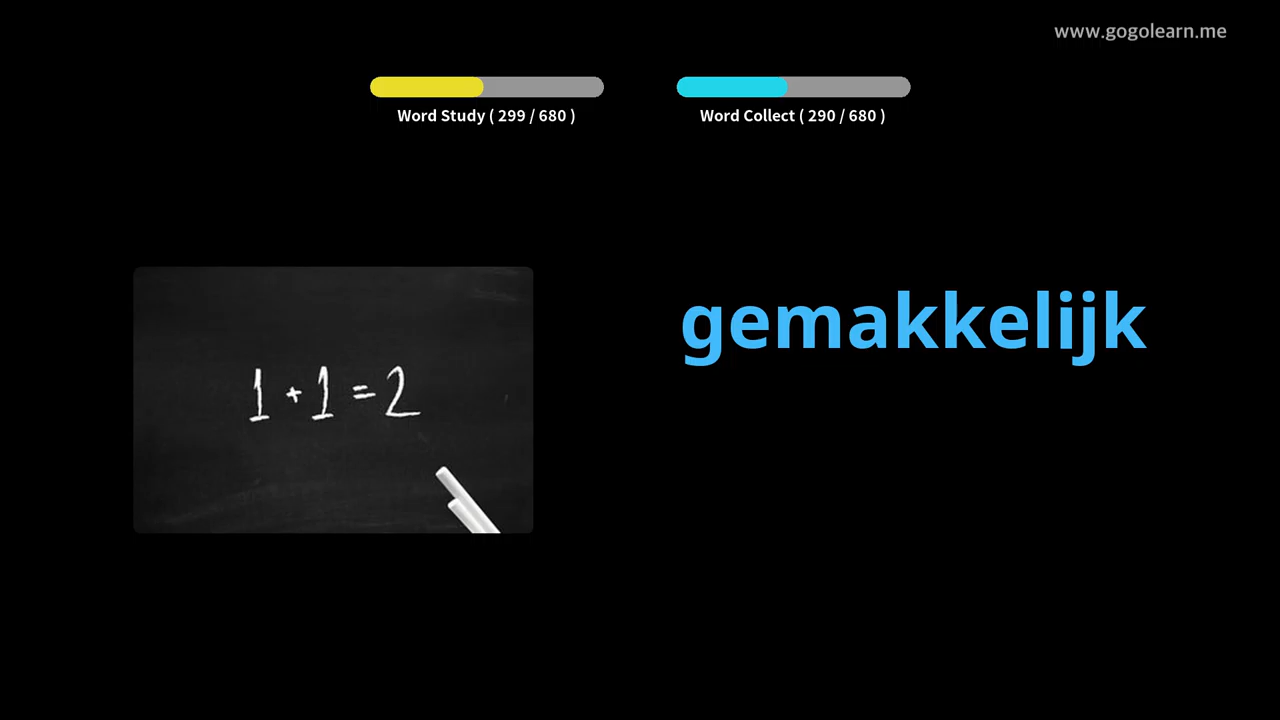 www.gogolearn.me
Word Study ( 299 / 680 )
Word Collect ( 290 / 680 )
gemakkelijk
1 + 1 = 2